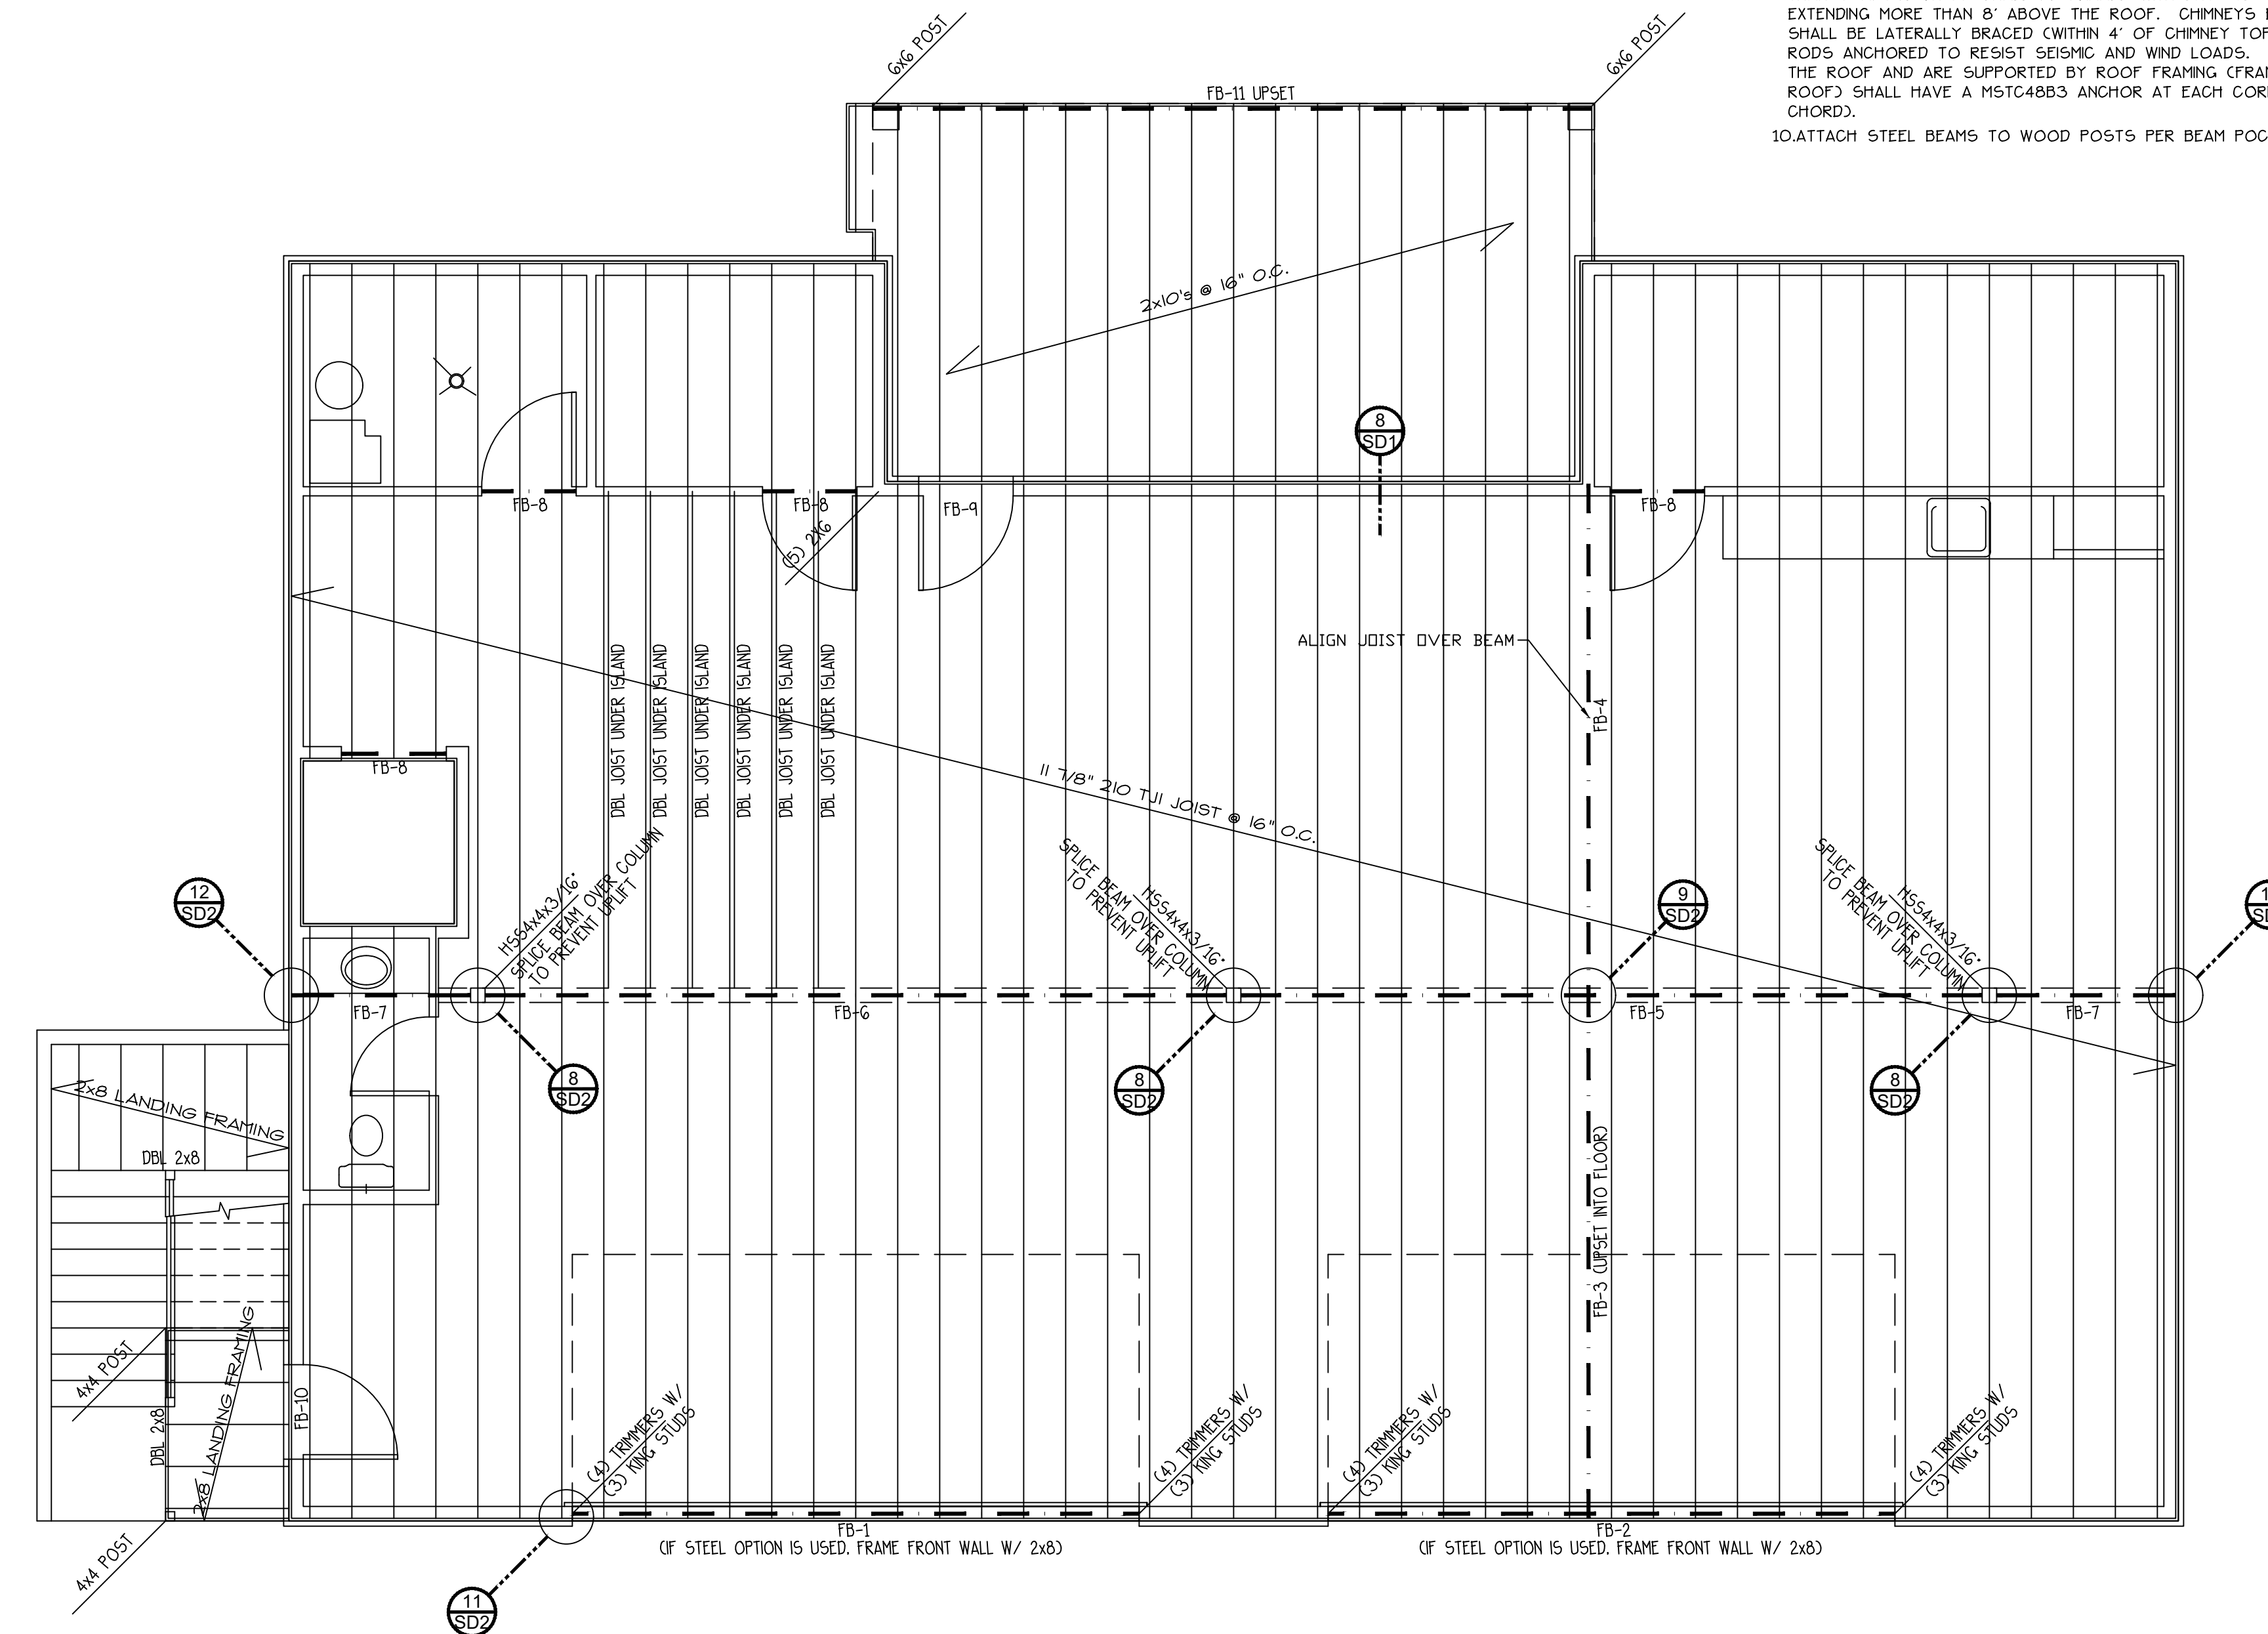 EXTENDING MORE THAN 8' ABOVE THE ROOF. CHIMNEYS
SHALL BE LATERALLY BRACED (WITHIN 4' OF CHIMNEY
RODS ANCHORED TO RESIST SEISMIC AND WIND LOADS.
THE ROOF AND ARE SUPPORTED BY ROOF FRAMING
ROOF) SHALL HAVE A MSTC48B3 ANCHOR AT EACH
CHORD).
10.ATTACH STEEL BEAMS TO WOOD POSTS PER BEAM
6x6 POST
6x6 POST
FB-11 UPSET
2x10's @ 16" O.C.
8
SD1
FB-8
FB-8
(5) 2X6
FB-9
FB-8
ALIGN JOIST OVER BEAM
FB-4
DBL JOIST UNDER ISLAND
DBL JOIST UNDER ISLAND
DBL JOIST UNDER ISLAND
DBL JOIST UNDER ISLAND
DBL JOIST UNDER ISLAND
DBL JOIST UNDER ISLAND
FB-8
11 7/8" 210 TJI JOIST @ 16" O.C.
12
SD2
HSS4x4x3/16"
SPLICE BEAM OVER COLUMN
TO PREVENT UPLIFT
HSS4x4x3/16"
SPLICE BEAM OVER COLUMN
TO PREVENT UPLIFT
9
SD2
HSS4x4x3/16"
SPLICE BEAM OVER COLUMN
TO PREVENT UPLIFT
FB-7
FB-6
FB-5
FB-7
8
SD2
8
SD2
8
SD2
2x8 LANDING FRAMING
DBL 2x8
FB-3 (UPSET INTO FLOOR)
4x4 POST
DBL 2x8
2x8 LANDING FRAMING
FB-10
(4) TRIMMERS W/
(3) KING STUDS
(4) TRIMMERS W/
(3) KING STUDS
(4) TRIMMERS W/
(3) KING STUDS
(4) TRIMMERS W/
(3) KING STUDS
4x4 POST
FB-1
(IF STEEL OPTION IS USED, FRAME FRONT WALL W/ 2x8)
FB-2
(IF STEEL OPTION IS USED, FRAME FRONT WALL W/ 2x8)
11
SD2